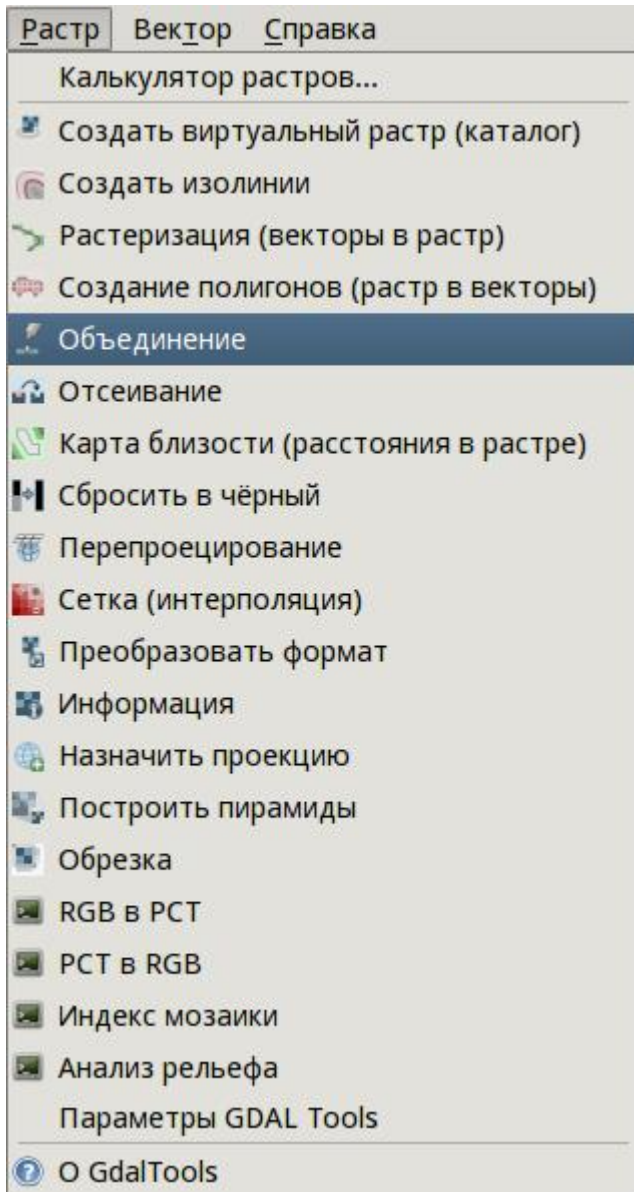 Растр Вектор Справка
Калькулятор растров...
Создать виртуальный растр (каталог)
Создать изолинии
Растеризация (векторы в растр)
Создание полигонов (растр в векторы)
Объединение
Отсеивание
Карта близости (расстояния в растре)
Сбросить в чёрный
Перепроецирование
Сетка (интерполяция)
Преобразовать формат
Информация
Назначить проекцию
Построить пирамиды
Обрезка
RGB в PCT
PCT в RGB
Индекс мозаики
Анализ рельефа
Параметры GDAL Tools
О GdalTools